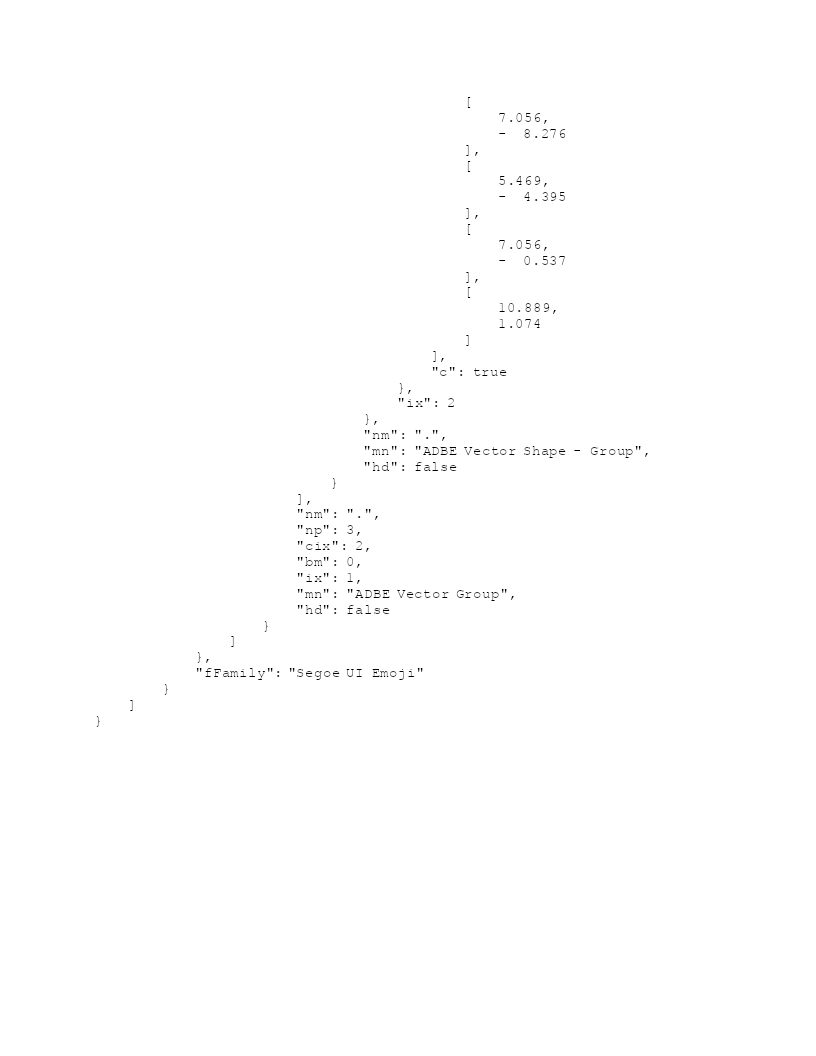 [
7.056,
-  8.276
],
[
5.469,
-  4.395
],
[
7.056,
-  0.537
],
[
10.889,
1.074
]
],
"c": true
},
"ix": 2
},
"nm": ".",
"mn": "ADBE Vector Shape - Group",
"hd": false
}
],
"nm": ".",
"np": 3,
"cix": 2,
"bm": 0,
"ix": 1,
"mn": "ADBE Vector Group",
"hd": false
}
]
},
"fFamily": "Segoe UI Emoji"
}
]
}